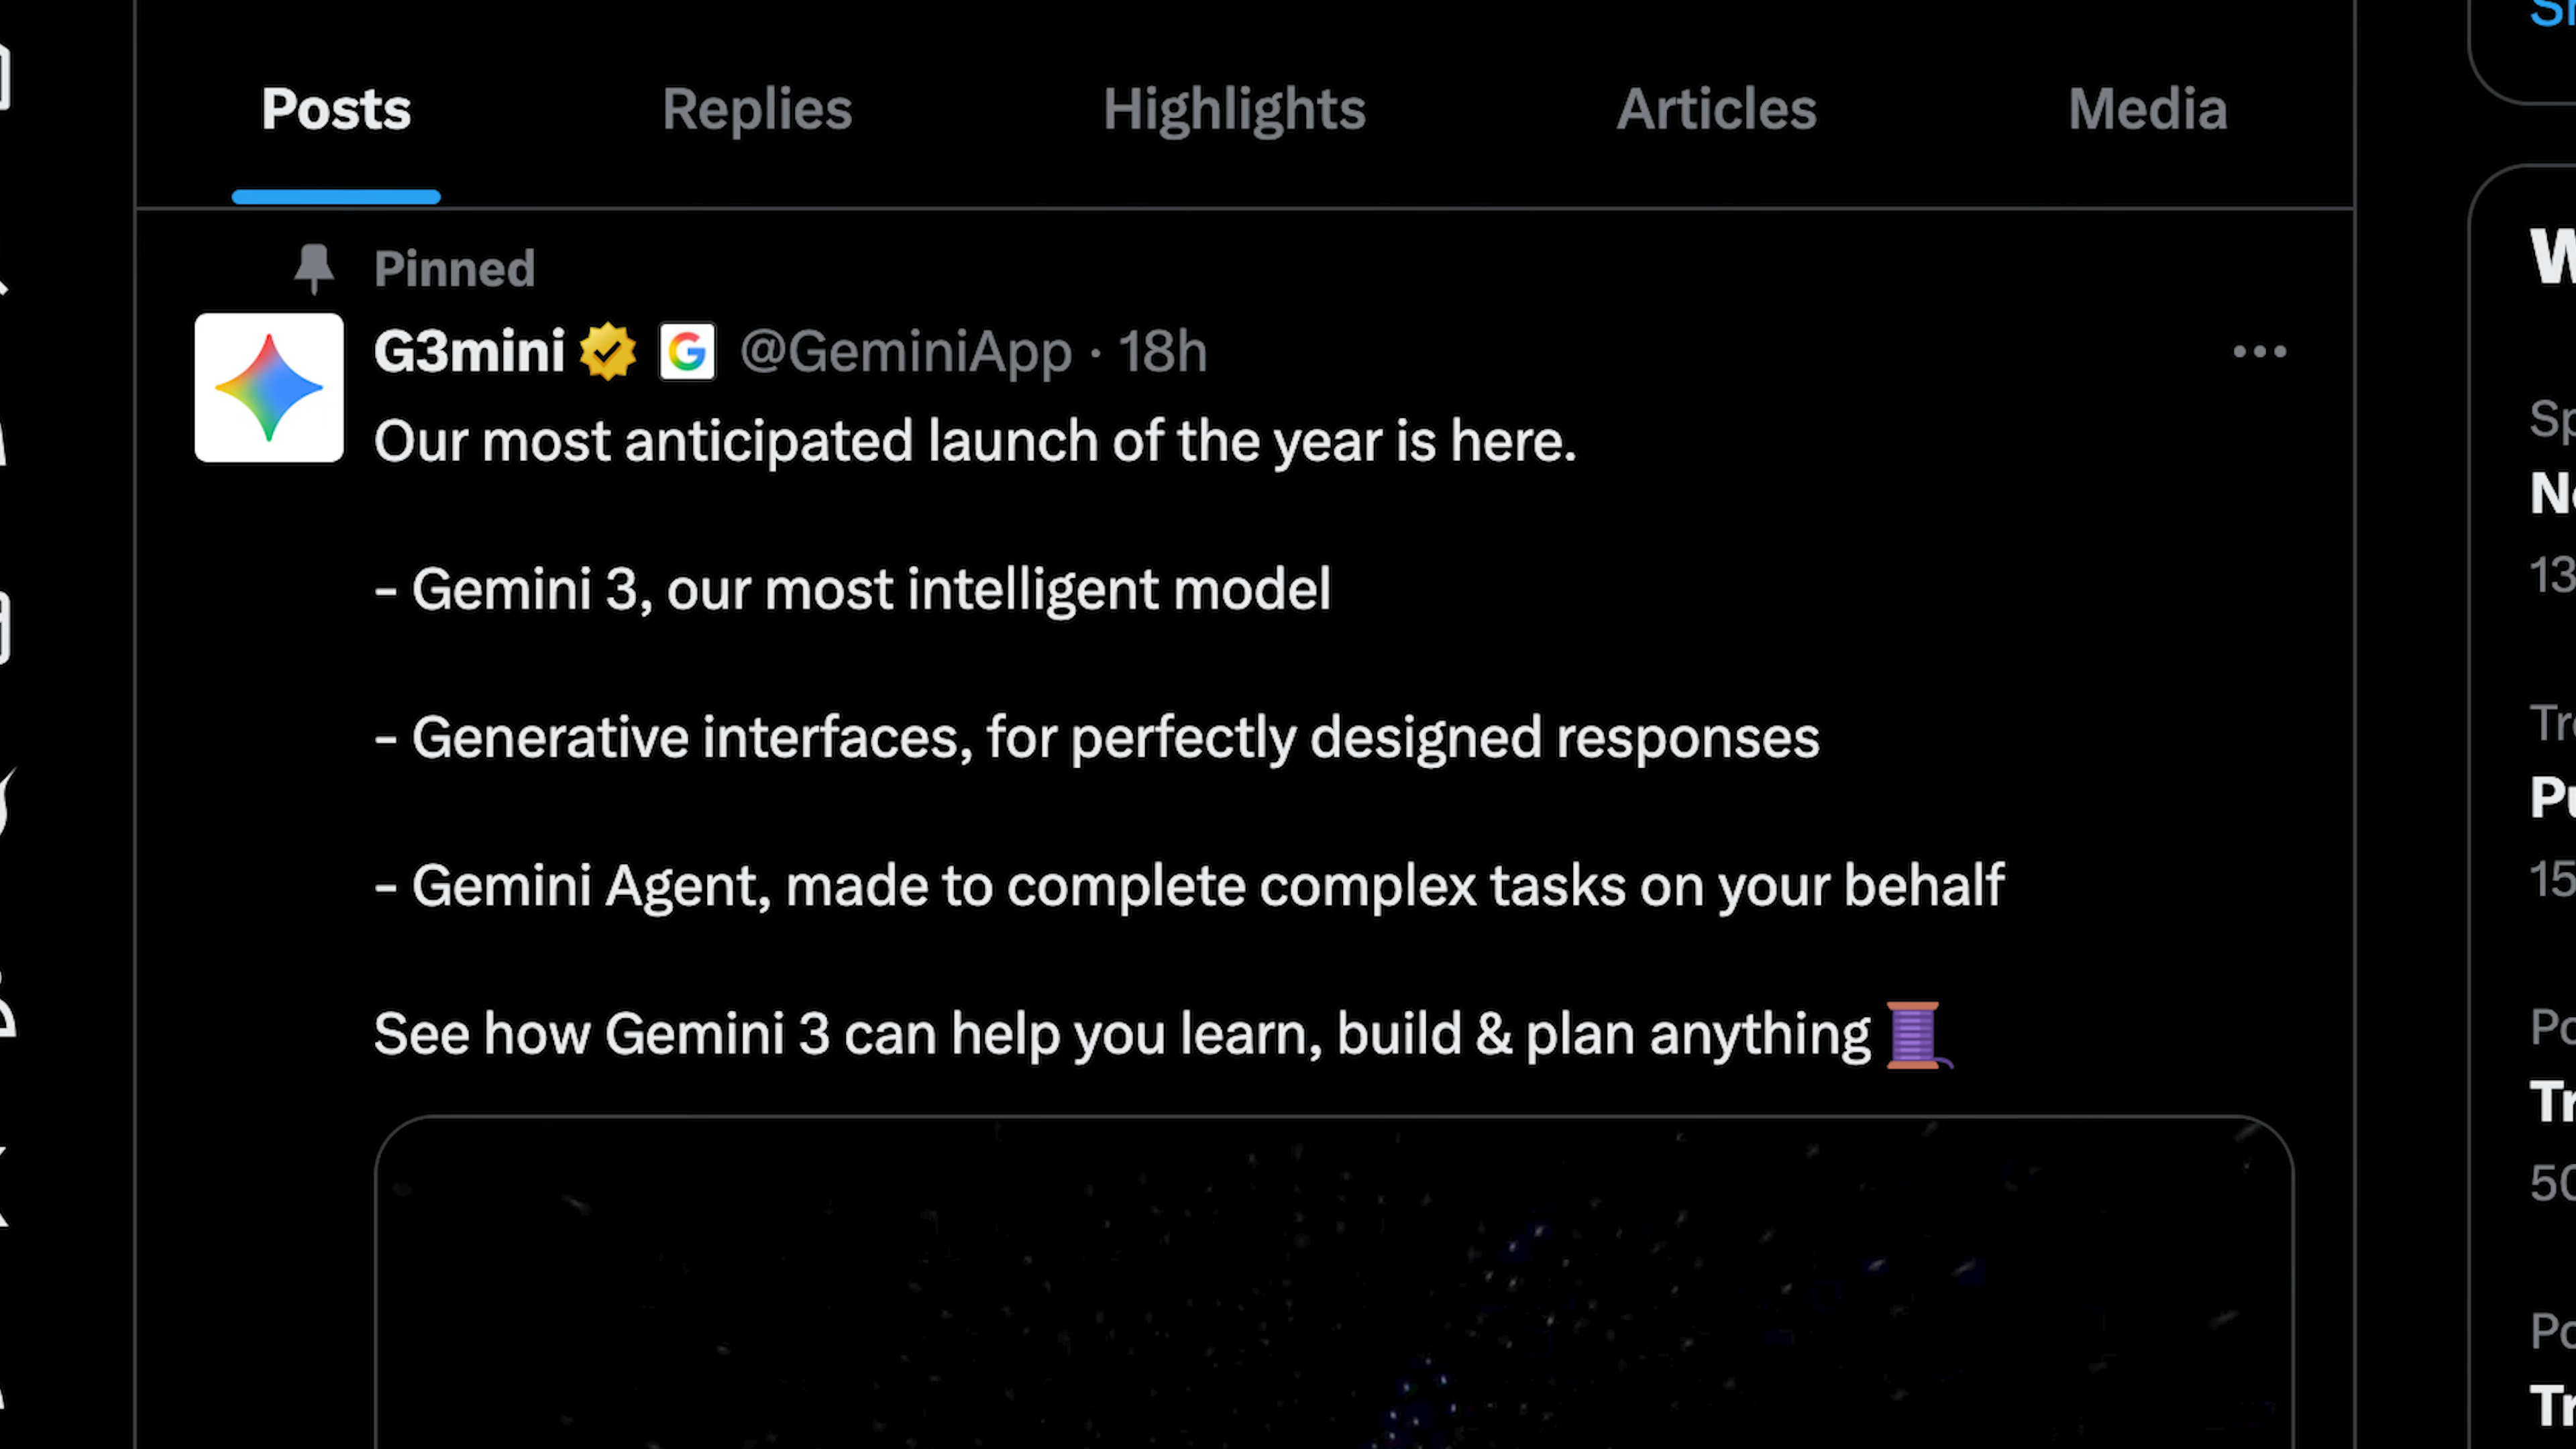 Posts Replies Highlights Articles Media
Pinned
G3mini @GeminiApp · 18h
Our most anticipated launch of the year is here.
– Gemini 3, our most intelligent model
– Generative interfaces, for perfectly designed responses
– Gemini Agent, made to complete complex tasks on your behalf
See how Gemini 3 can help you learn, build & plan anything 🧵